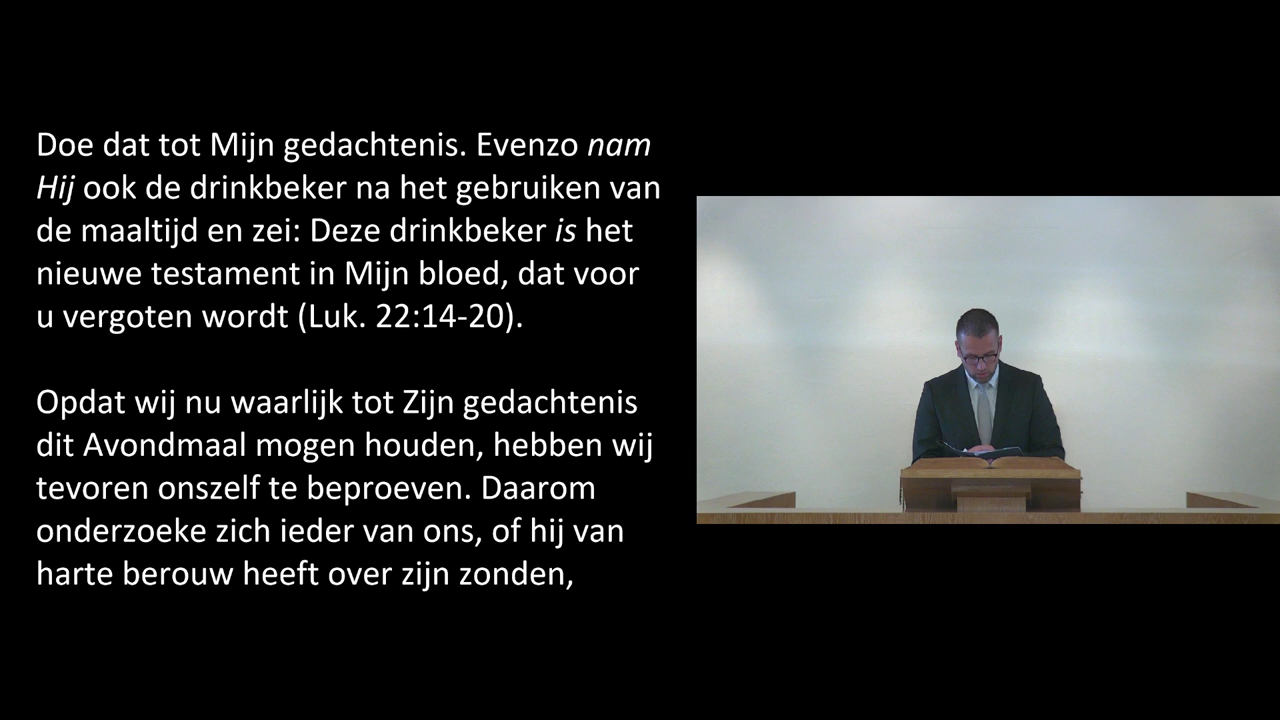 Doe dat tot Mijn gedachtenis. Evenzo nam
Hij ook de drinkbeker na het gebruiken van
de maaltijd en zei: Deze drinkbeker is het
nieuwe testament in Mijn bloed, dat voor
u vergoten wordt (Luk. 22:14-20).
Opdat wij nu waarlijk tot Zijn gedachtenis
dit Avondmaal mogen houden, hebben wij
tevoren onszelf te beproeven. Daarom
onderzoeke zich ieder van ons, of hij van
harte berouw heeft over zijn zonden,